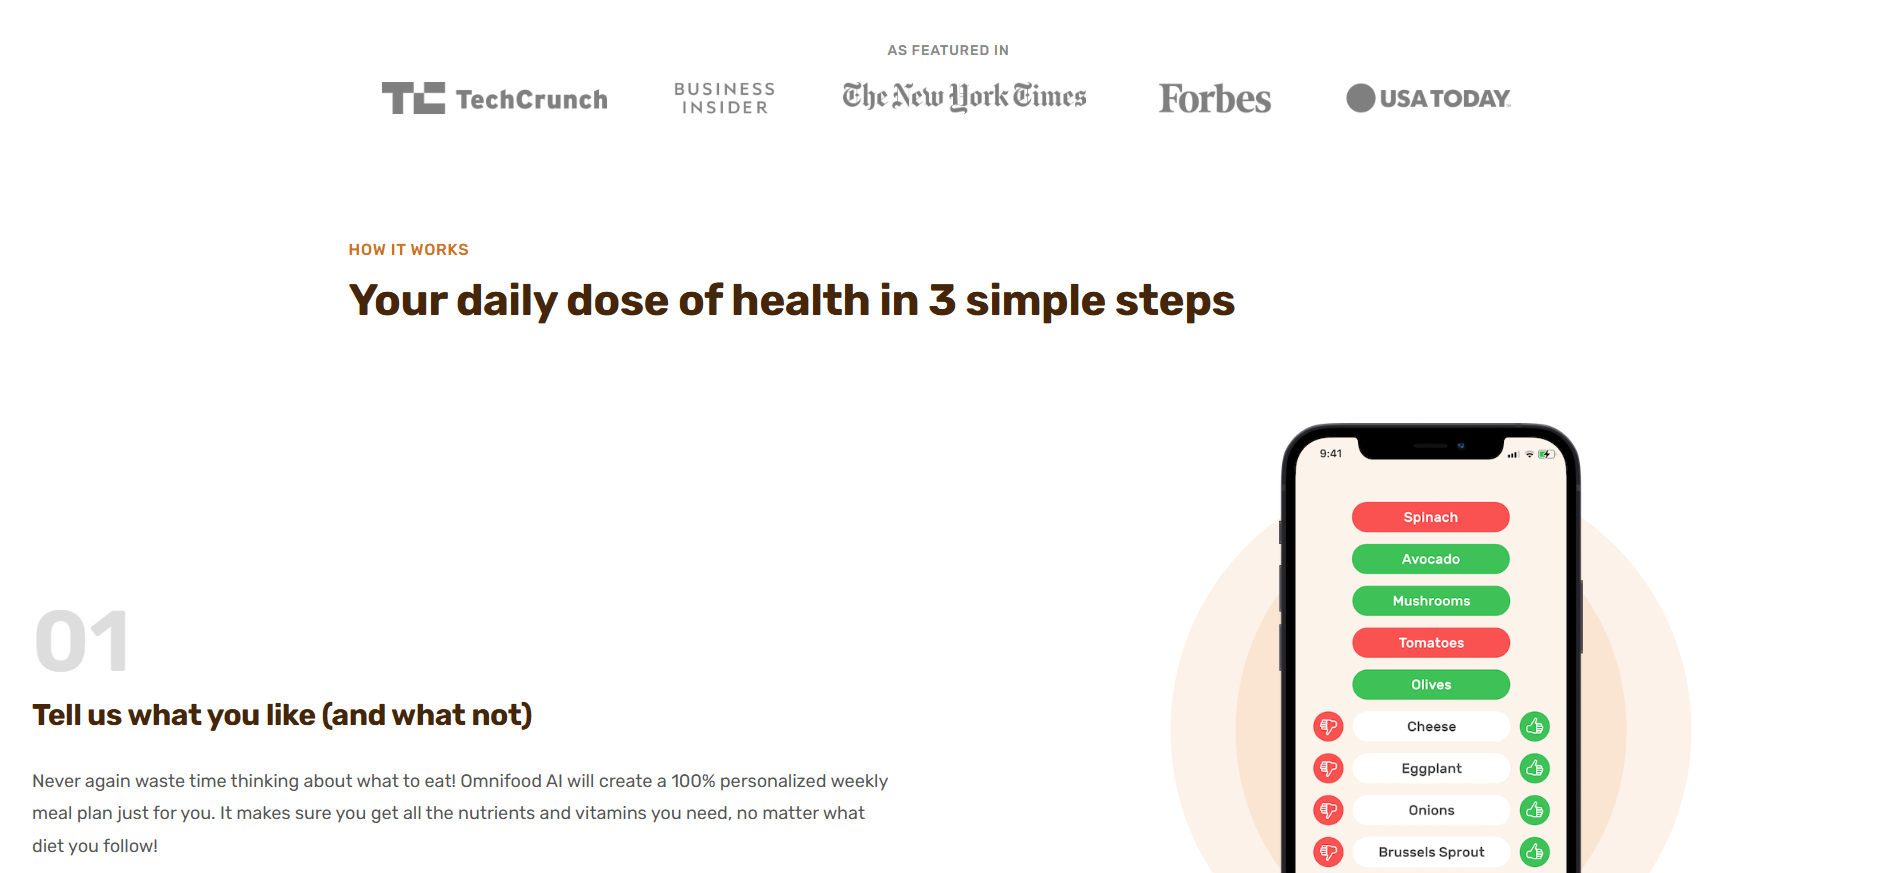 AS FEATURED IN
TechCrunch
BUSINESS
INSIDER
The New York Times
Forbes
USA TODAY
HOW IT WORKS
Your daily dose of health in 3 simple steps
9:41
Spinach
Avocado
Mushrooms
Tomatoes
Olives
Cheese
Eggplant
Onions
Brussels Sprout
01
Tell us what you like (and what not)
Never again waste time thinking about what to eat! Omnifood AI will create a 100% personalized weekly
meal plan just for you. It makes sure you get all the nutrients and vitamins you need, no matter what
diet you follow!